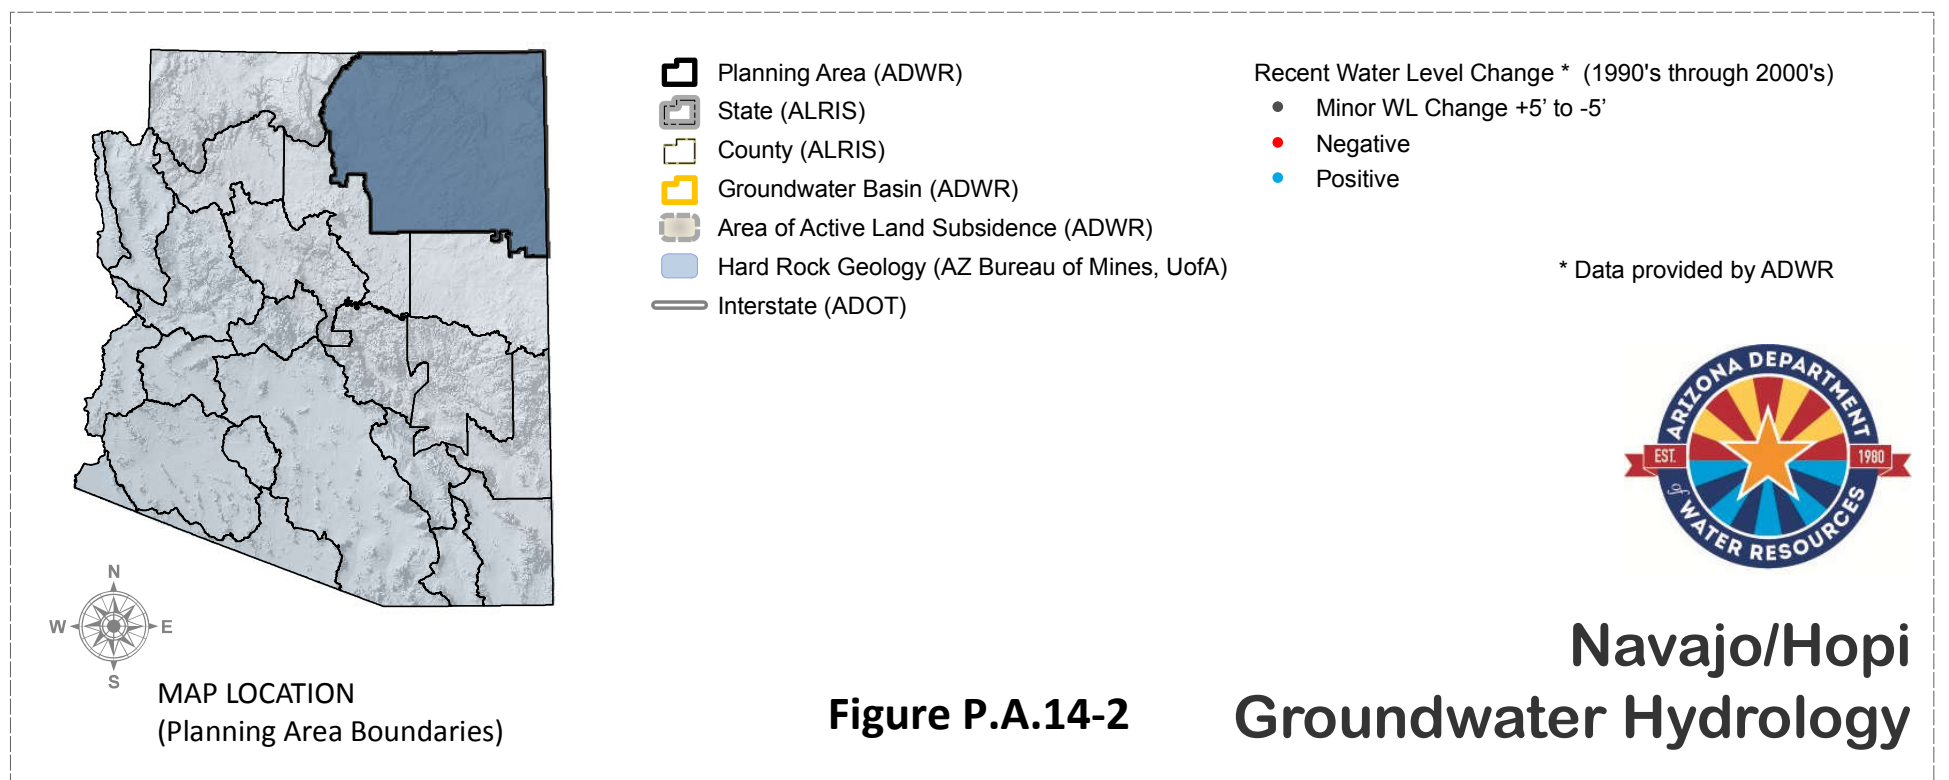 Planning Area (ADWR)
State (ALRIS)
County (ALRIS)
Groundwater Basin (ADWR)
Area of Active Land Subsidence (ADWR)
Hard Rock Geology (AZ Bureau of Mines, UofA)
Interstate (ADOT)
Recent Water Level Change * (1990's through 2000's)
Minor WL Change +5’ to -5’
Negative
Positive
* Data provided by ADWR
ARIZONA DEPARTMENT
EST. 1980
of WATER RESOURCES
N
W E
S
MAP LOCATION
(Planning Area Boundaries)
Figure P.A.14-2
Navajo/Hopi
Groundwater Hydrology